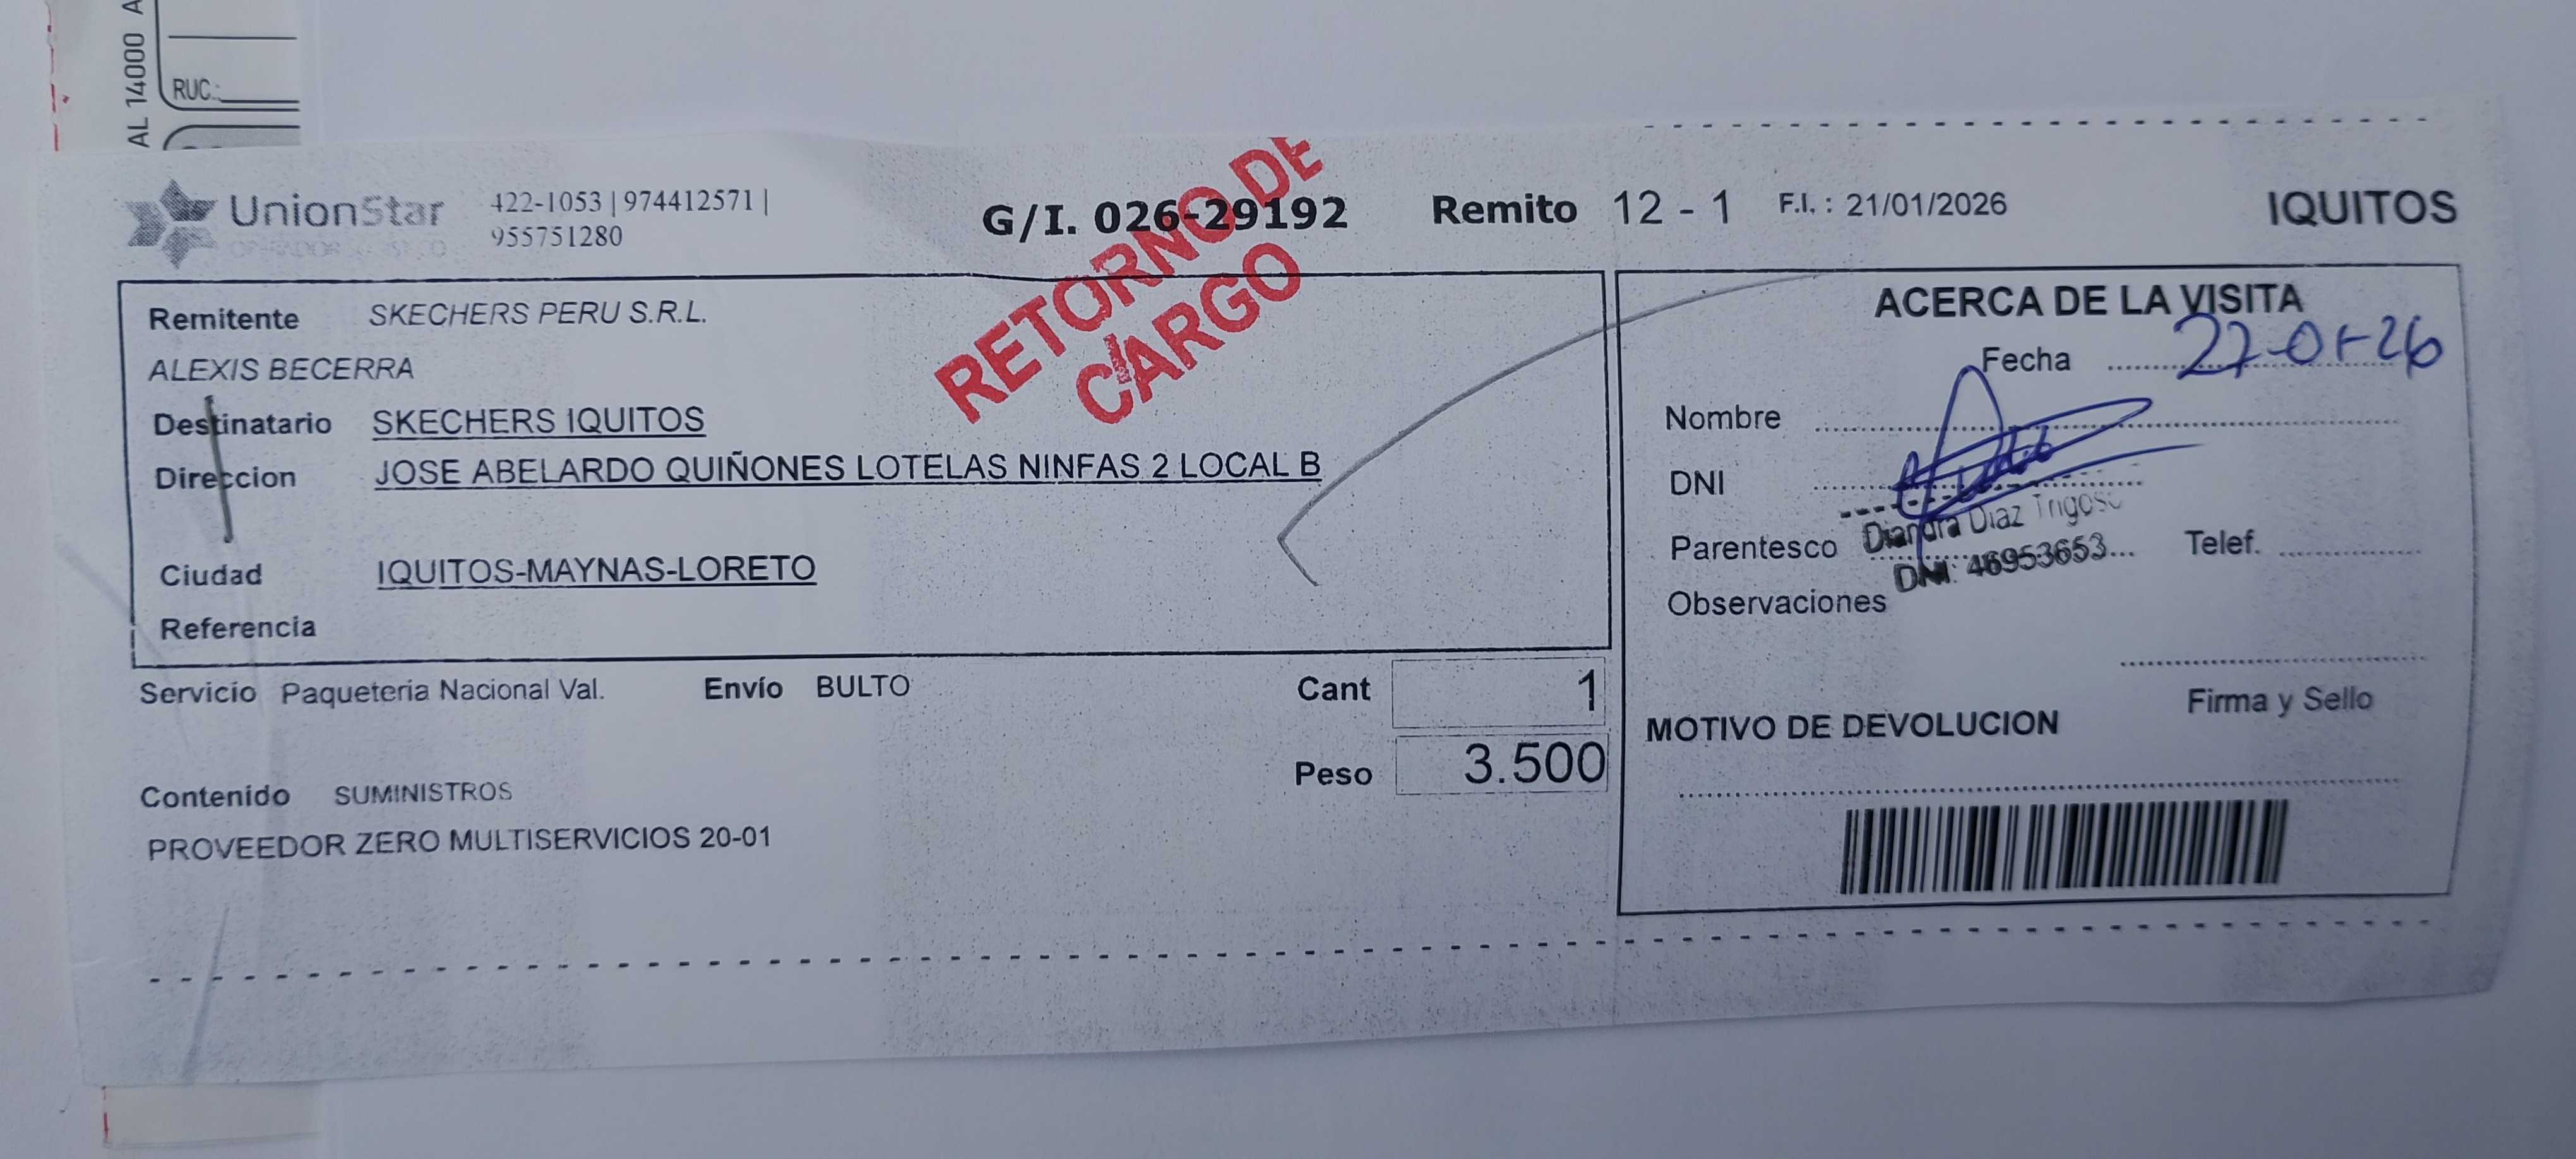 AL 14000 A
RUC.:
UnionStar
422-1053 | 974412571 |
955751280
G/I. 026-29192
Remito 12 - 1
F.I. : 21/01/2026
IQUITOS
RETORNO DE
CARGO
Remitente SKECHERS PERU S.R.L.
ALEXIS BECERRA
Destinatario SKECHERS IQUITOS
Direccion JOSE ABELARDO QUIÑONES LOTELAS NINFAS 2 LOCAL B
Ciudad IQUITOS-MAYNAS-LORETO
Referencia
Servicio Paqueteria Nacional Val. Envío BULTO
Cant 1
Peso 3.500
Contenido SUMINISTROS
PROVEEDOR ZERO MULTISERVICIOS 20-01
ACERCA DE LA VISITA
Fecha 27-01-26
Nombre
DNI
Diandra Diaz Trigoso
Parentesco
Telef.
DNI: 46953653
Observaciones
Firma y Sello
MOTIVO DE DEVOLUCION